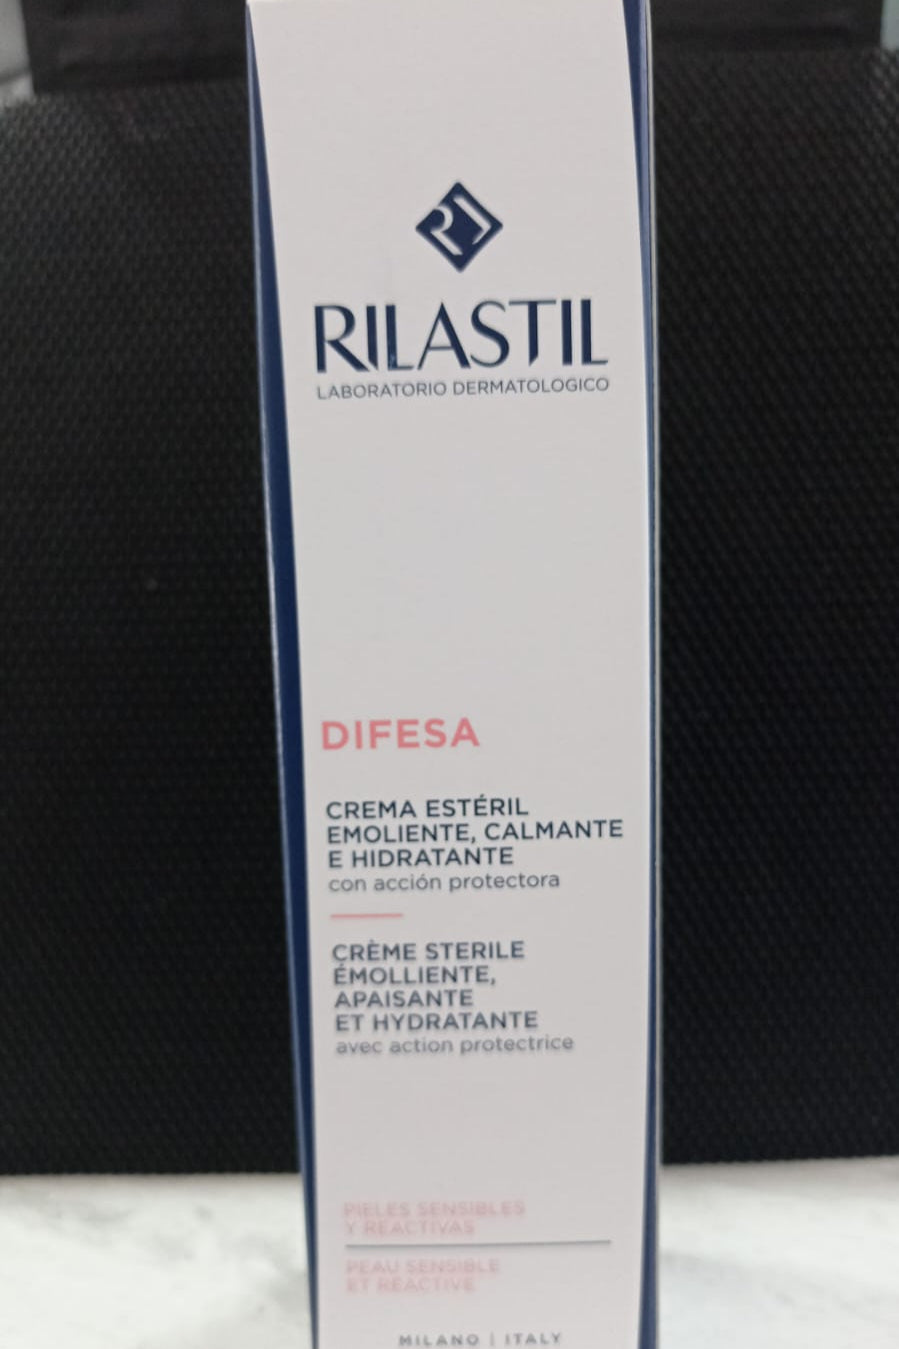 RILASTIL
LABORATORIO DERMATOLOGICO
DIFESA
CREMA ESTÉRIL
EMOLIENTE, CALMANTE
E HIDRATANTE
con acción protectora
CRÈME STERILE
ÉMOLLIENTE,
APAISANTE
ET HYDRATANTE
avec action protectrice
PIELES SENSIBLES
Y REACTIVAS
PEAU SENSIBLE
ET REACTIVE
MILANO | ITALY